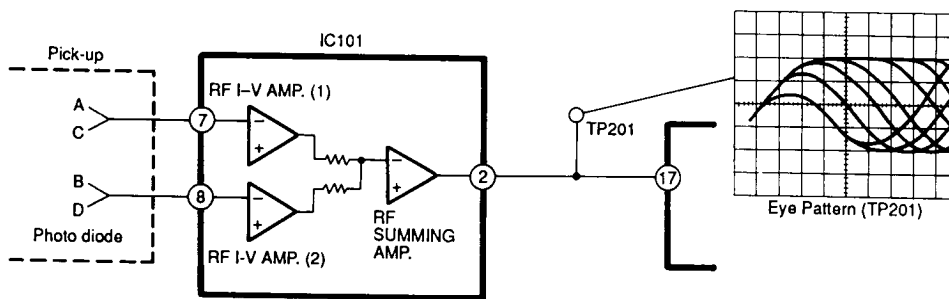 IC101
Pick-up
A
C
B
D
Photo diode
RF I–V AMP. (1)
7
8
RF I-V AMP. (2)
–
+
–
+
–
+
RF
SUMMING
AMP.
2
TP201
17
Eye Pattern (TP201)